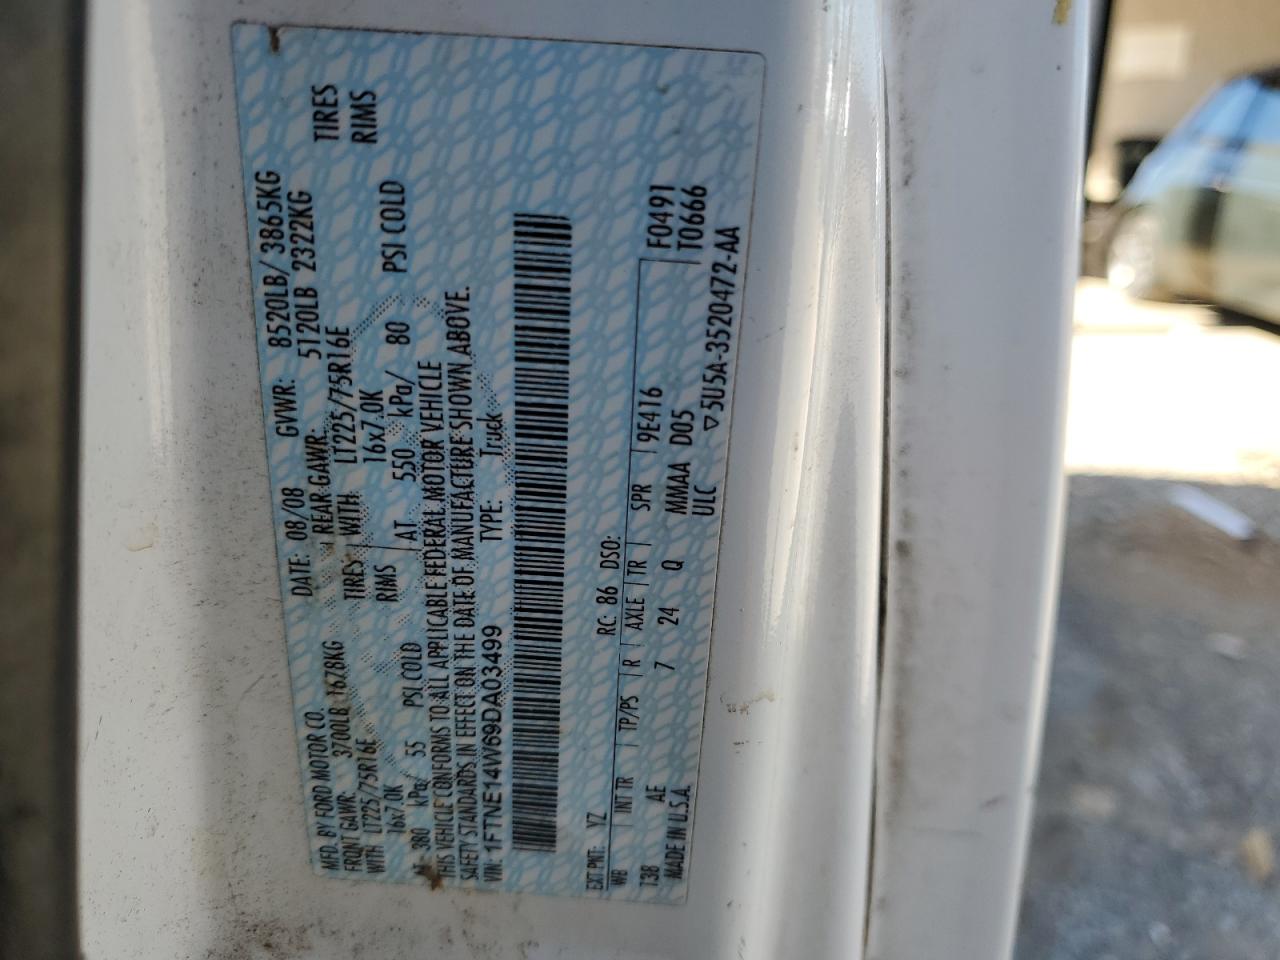 MFD. BY FORD MOTOR CO. DATE: 08/08 GVWR: 8520LB/ 3865KG
FRONT GAWR: 3700LB 1678KG REAR GAWR: 5120LB 2322KG
WITH LT225/75R16E TIRES WITH LT225/75R16E TIRES
16x7.0K RIMS 16x7.0K RIMS
AT 380 kPa/ 55 PSI COLD AT 550 kPa/ 80 PSI COLD
THIS VEHICLE CONFORMS TO ALL APPLICABLE FEDERAL MOTOR VEHICLE
SAFETY STANDARDS IN EFFECT ON THE DATE OF MANUFACTURE SHOWN ABOVE.
VIN: 1FTNE14W69DA03499 TYPE: Truck
EXT PNT: YZ RC: 86 DSO:
WB INT TR TP/PS R AXLE TR SPR 9E416 F0491
138 AE 7 24 Q MMAA D05 T0666
MADE IN U.S.A. ULC ▽5U5A-3520472-AA